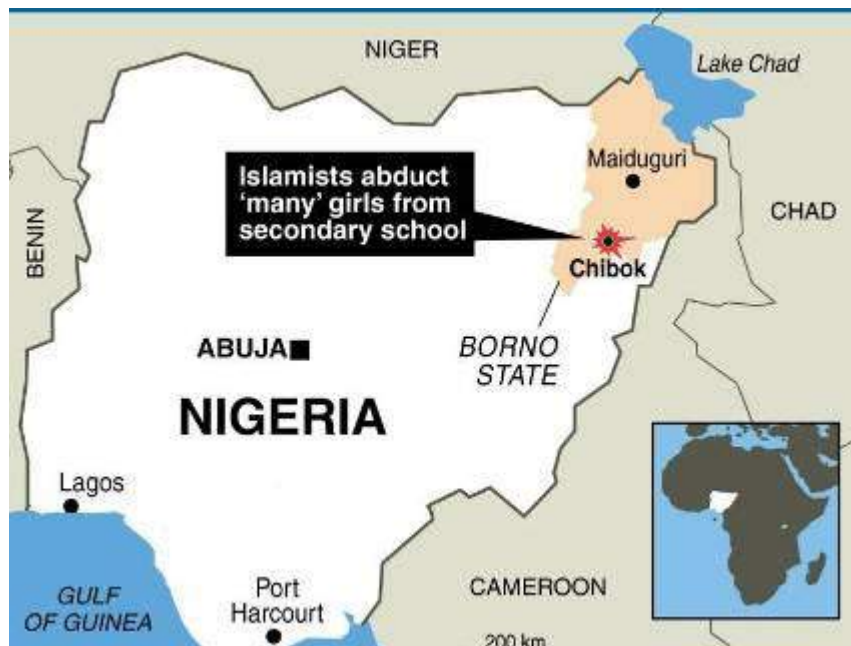 NIGER
Lake Chad
Maiduguri
Islamists abduct
'many' girls from
secondary school
CHAD
BENIN
Chibok
ABUJA
BORNO
STATE
NIGERIA
Lagos
GULF
OF GUINEA
Port
Harcourt
CAMEROON
200 km